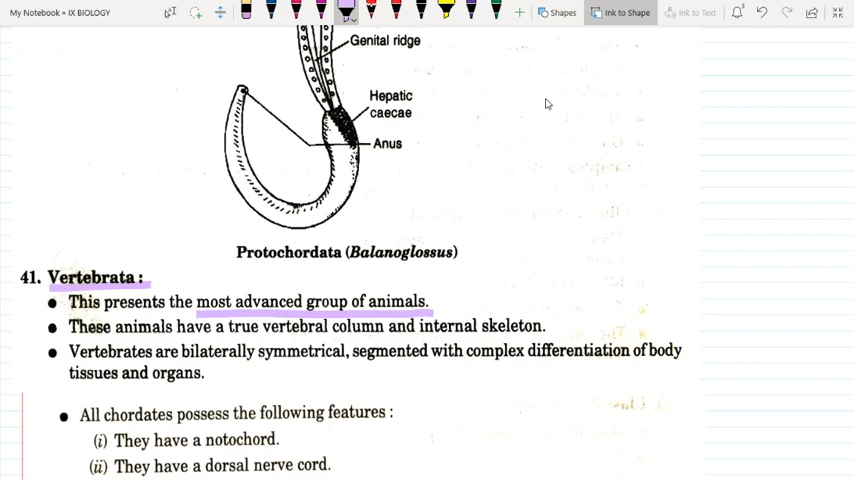 My Notebook » IX BIOLOGY
Shapes
Ink to Shape
Ink to Text
Genital ridge
Hepatic
caecae
Anus
Protochordata (Balanoglossus)
41. Vertebrata :
• This presents the most advanced group of animals.
• These animals have a true vertebral column and internal skeleton.
• Vertebrates are bilaterally symmetrical, segmented with complex differentiation of body
tissues and organs.
• All chordates possess the following features :
(i) They have a notochord.
(ii) They have a dorsal nerve cord.